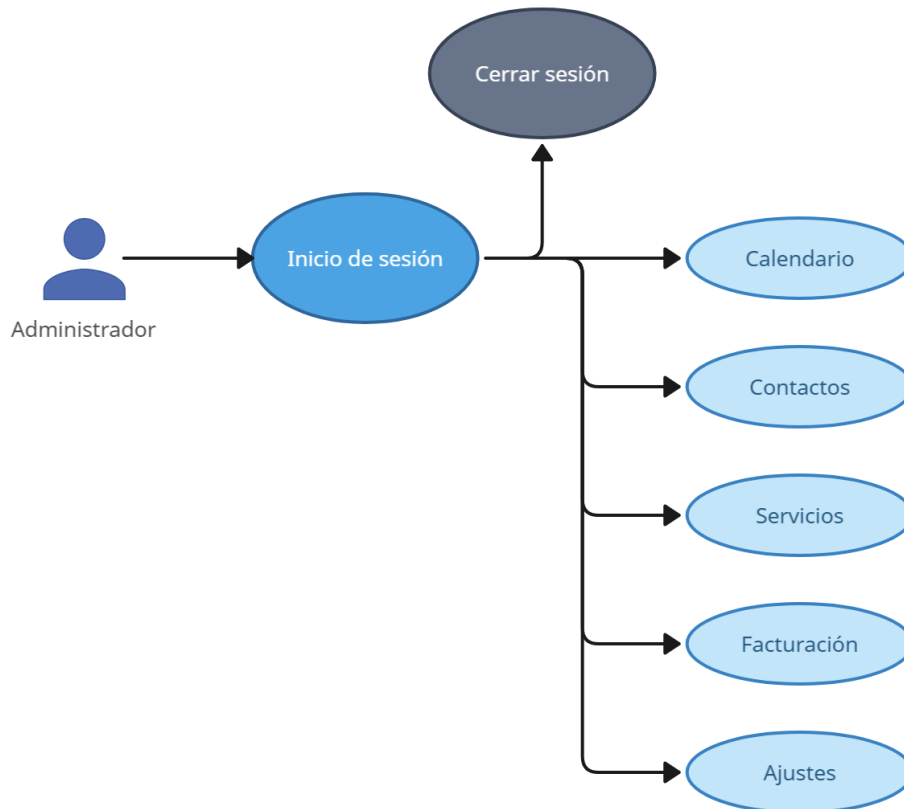 Cerrar sesión
Inicio de sesión
Calendario
Administrador
Contactos
Servicios
Facturación
Ajustes